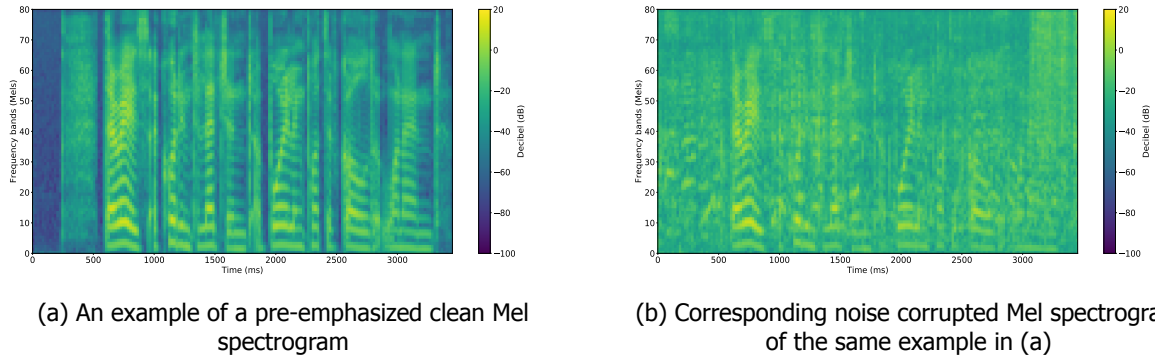 80
70
60
50
40
30
20
10
0
Frequency bands (Mels)
0 500 1000 1500 2000 2500 3000
Time (ms)
20
0
−20
−40
−60
−80
−100
Decibel (dB)
(a) An example of a pre-emphasized clean Mel
spectrogram
80
70
60
50
40
30
20
10
0
Frequency bands (Mels)
0 500 1000 1500 2000 2500 3000
Time (ms)
20
0
−20
−40
−60
−80
−100
Decibel (dB)
(b) Corresponding noise corrupted Mel spectrogra
of the same example in (a)